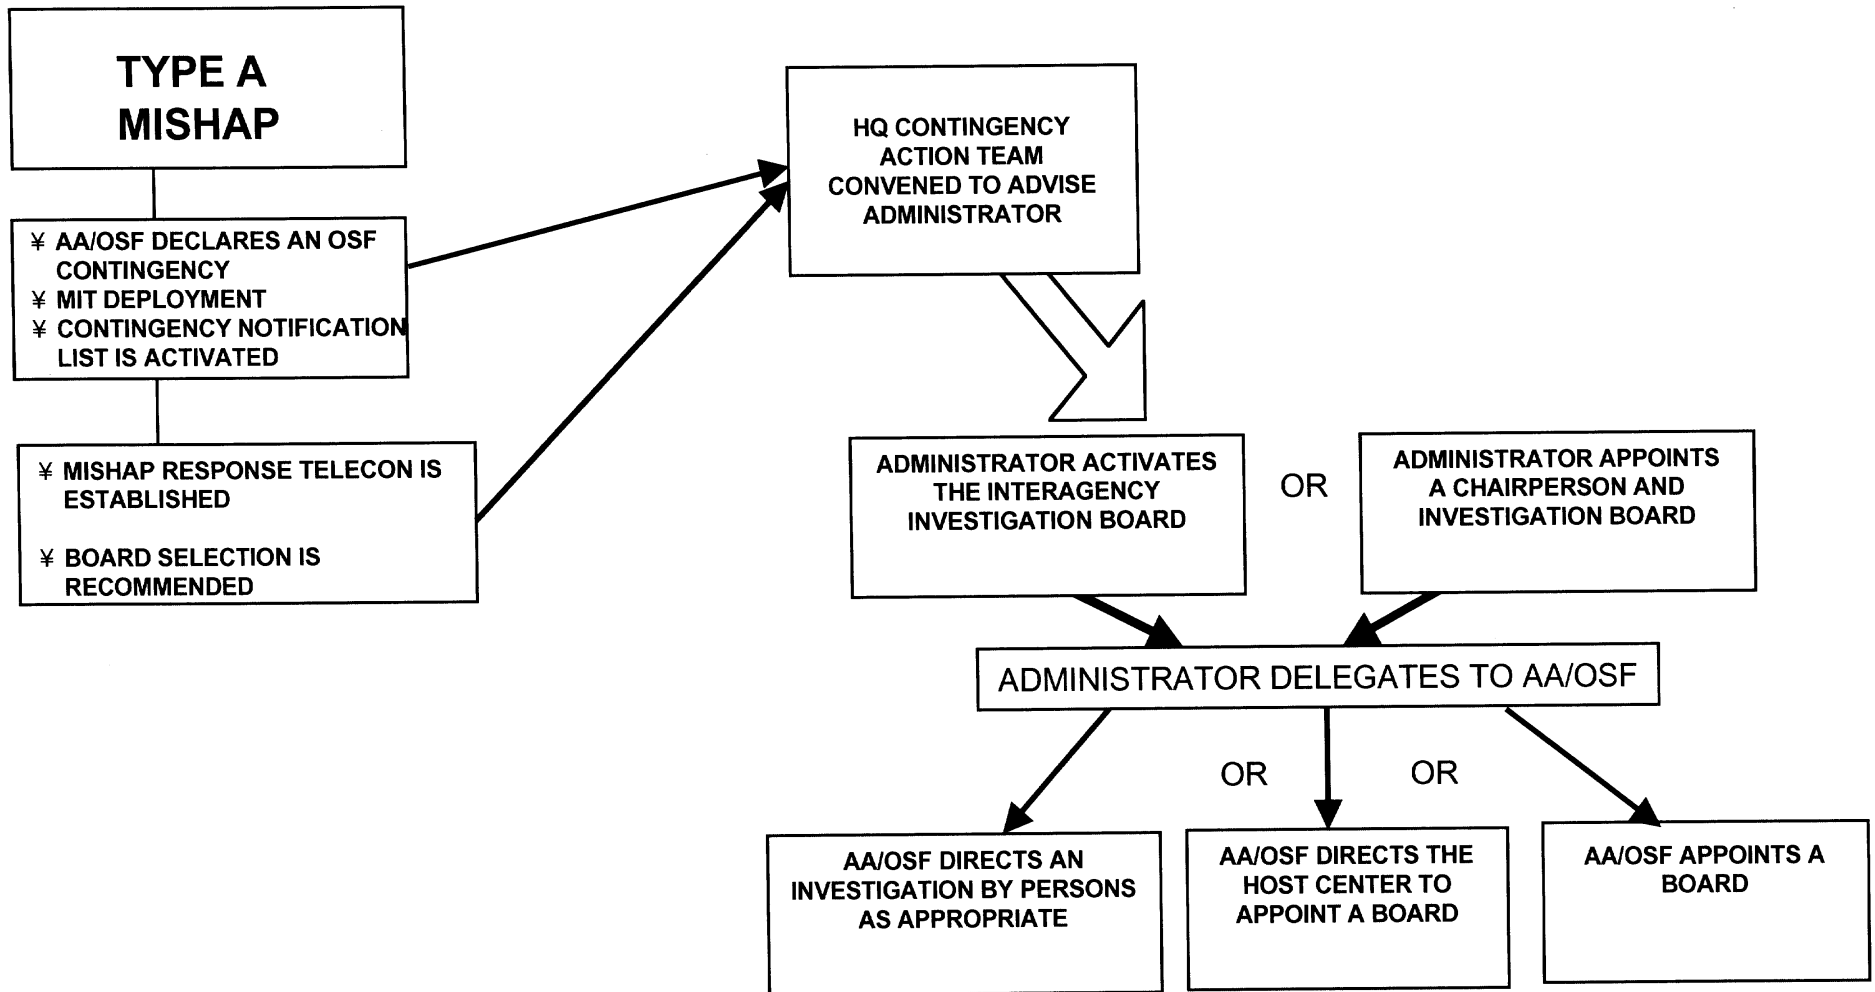 TYPE A
MISHAP
¥ AA/OSF DECLARES AN OSF
CONTINGENCY
¥ MIT DEPLOYMENT
¥ CONTINGENCY NOTIFICATION
LIST IS ACTIVATED
¥ MISHAP RESPONSE TELECON IS
ESTABLISHED
¥ BOARD SELECTION IS
RECOMMENDED
HQ CONTINGENCY
ACTION TEAM
CONVENED TO ADVISE
ADMINISTRATOR
ADMINISTRATOR ACTIVATES
THE INTERAGENCY
INVESTIGATION BOARD
OR
ADMINISTRATOR APPOINTS
A CHAIRPERSON AND
INVESTIGATION BOARD
ADMINISTRATOR DELEGATES TO AA/OSF
OR
OR
AA/OSF DIRECTS AN
INVESTIGATION BY PERSONS
AS APPROPRIATE
AA/OSF DIRECTS THE
HOST CENTER TO
APPOINT A BOARD
AA/OSF APPOINTS A
BOARD